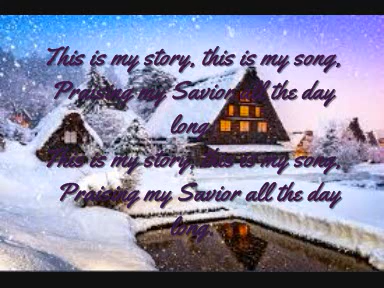 This is my story, this is my song,
Praising my Savior all the day
long.
This is my story, this is my song,
Praising my Savior all the day
long.